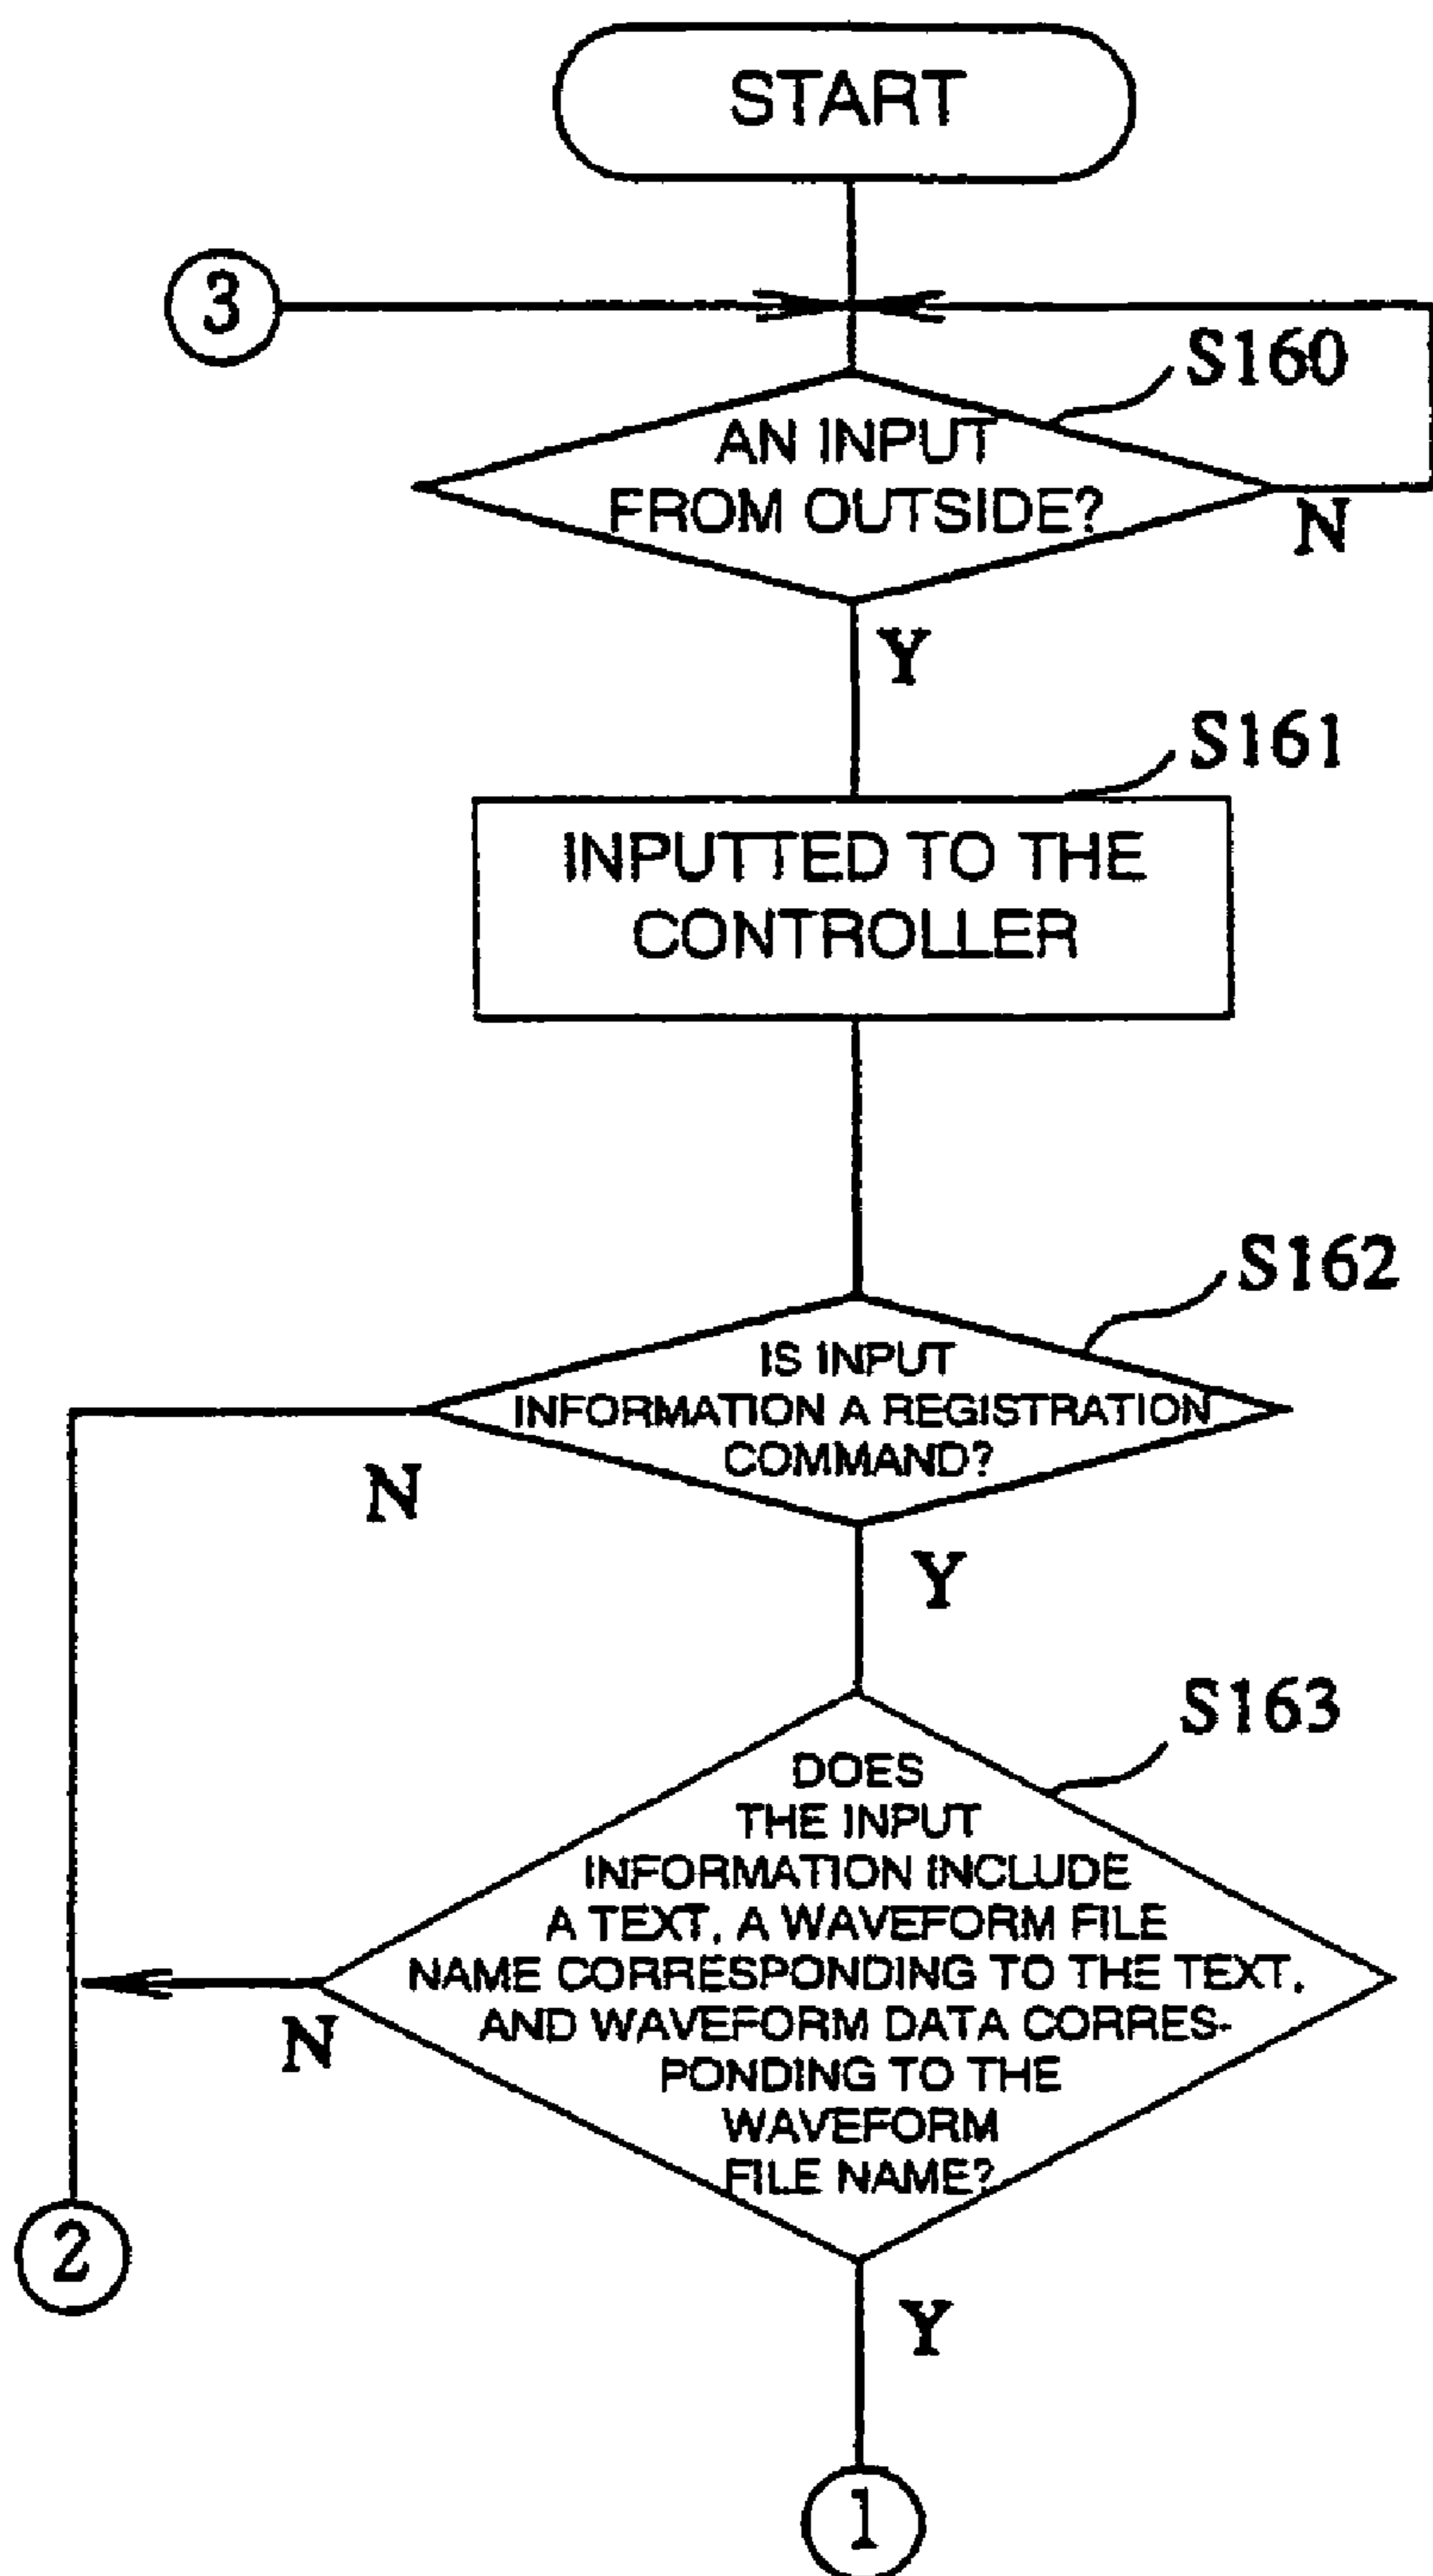 START
3
S160
AN INPUT
FROM OUTSIDE?
N
Y
S161
INPUTTED TO THE
CONTROLLER
S162
IS INPUT
INFORMATION A REGISTRATION
COMMAND?
N
Y
S163
DOES
THE INPUT
INFORMATION INCLUDE
A TEXT, A WAVEFORM FILE
NAME CORRESPONDING TO THE TEXT,
AND WAVEFORM DATA CORRES-
PONDING TO THE
WAVEFORM
FILE NAME?
N
2
Y
1